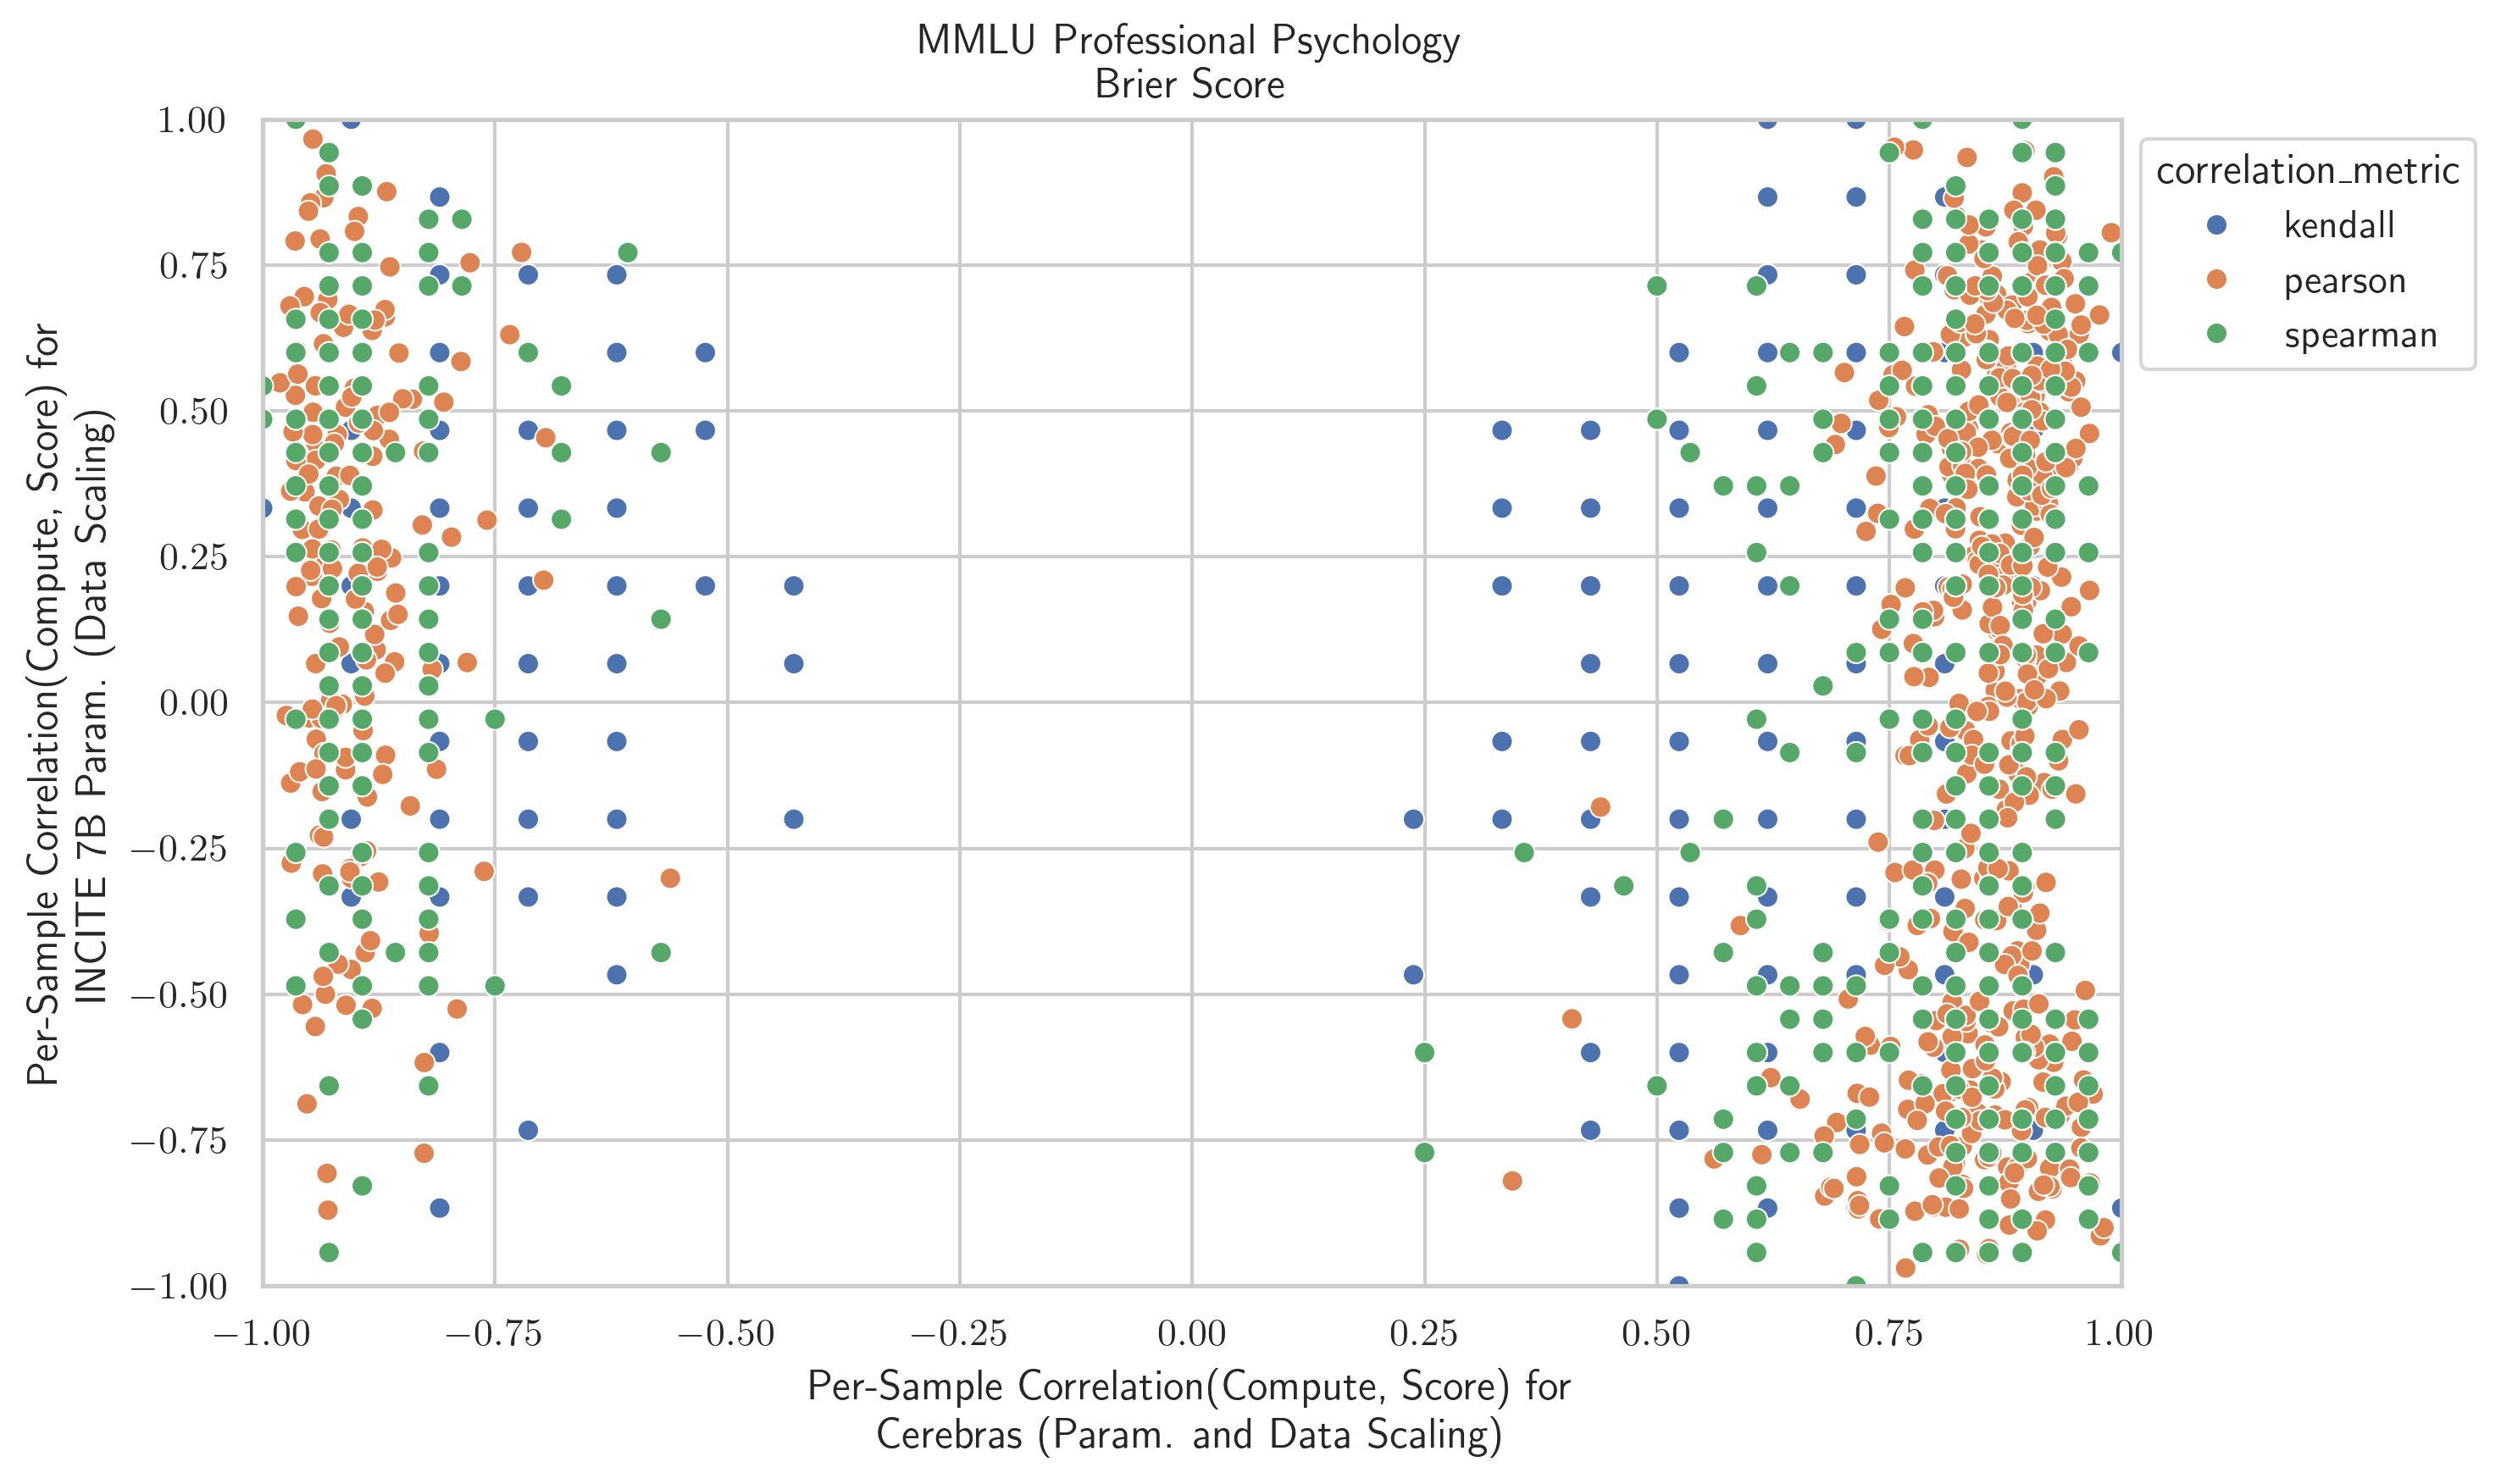 MMLU Professional Psychology
Brier Score
Per-Sample Correlation(Compute, Score) for
INCITE 7B Param. (Data Scaling)
1.00
0.75
0.50
0.25
0.00
−0.25
−0.50
−0.75
−1.00
−1.00 −0.75 −0.50 −0.25 0.00 0.25 0.50 0.75 1.00
Per-Sample Correlation(Compute, Score) for
Cerebras (Param. and Data Scaling)
correlation_metric
kendall
pearson
spearman